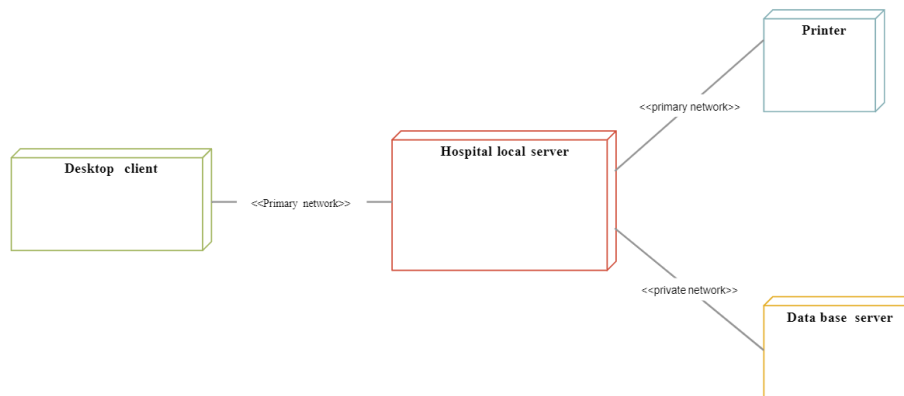 Printer
<<primary network>>
Hospital local server
Desktop client
<<Primary network>>
<<private network>>
Data base server